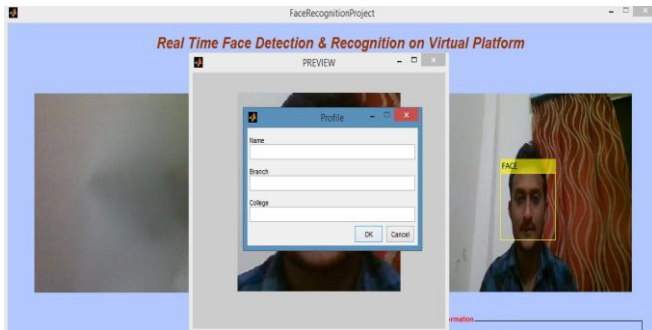 FaceRecognitionProject
Real Time Face Detection & Recognition on Virtual Platform
PREVIEW
Profile
Name
Branch
College
OK Cancel
FACE
rmation